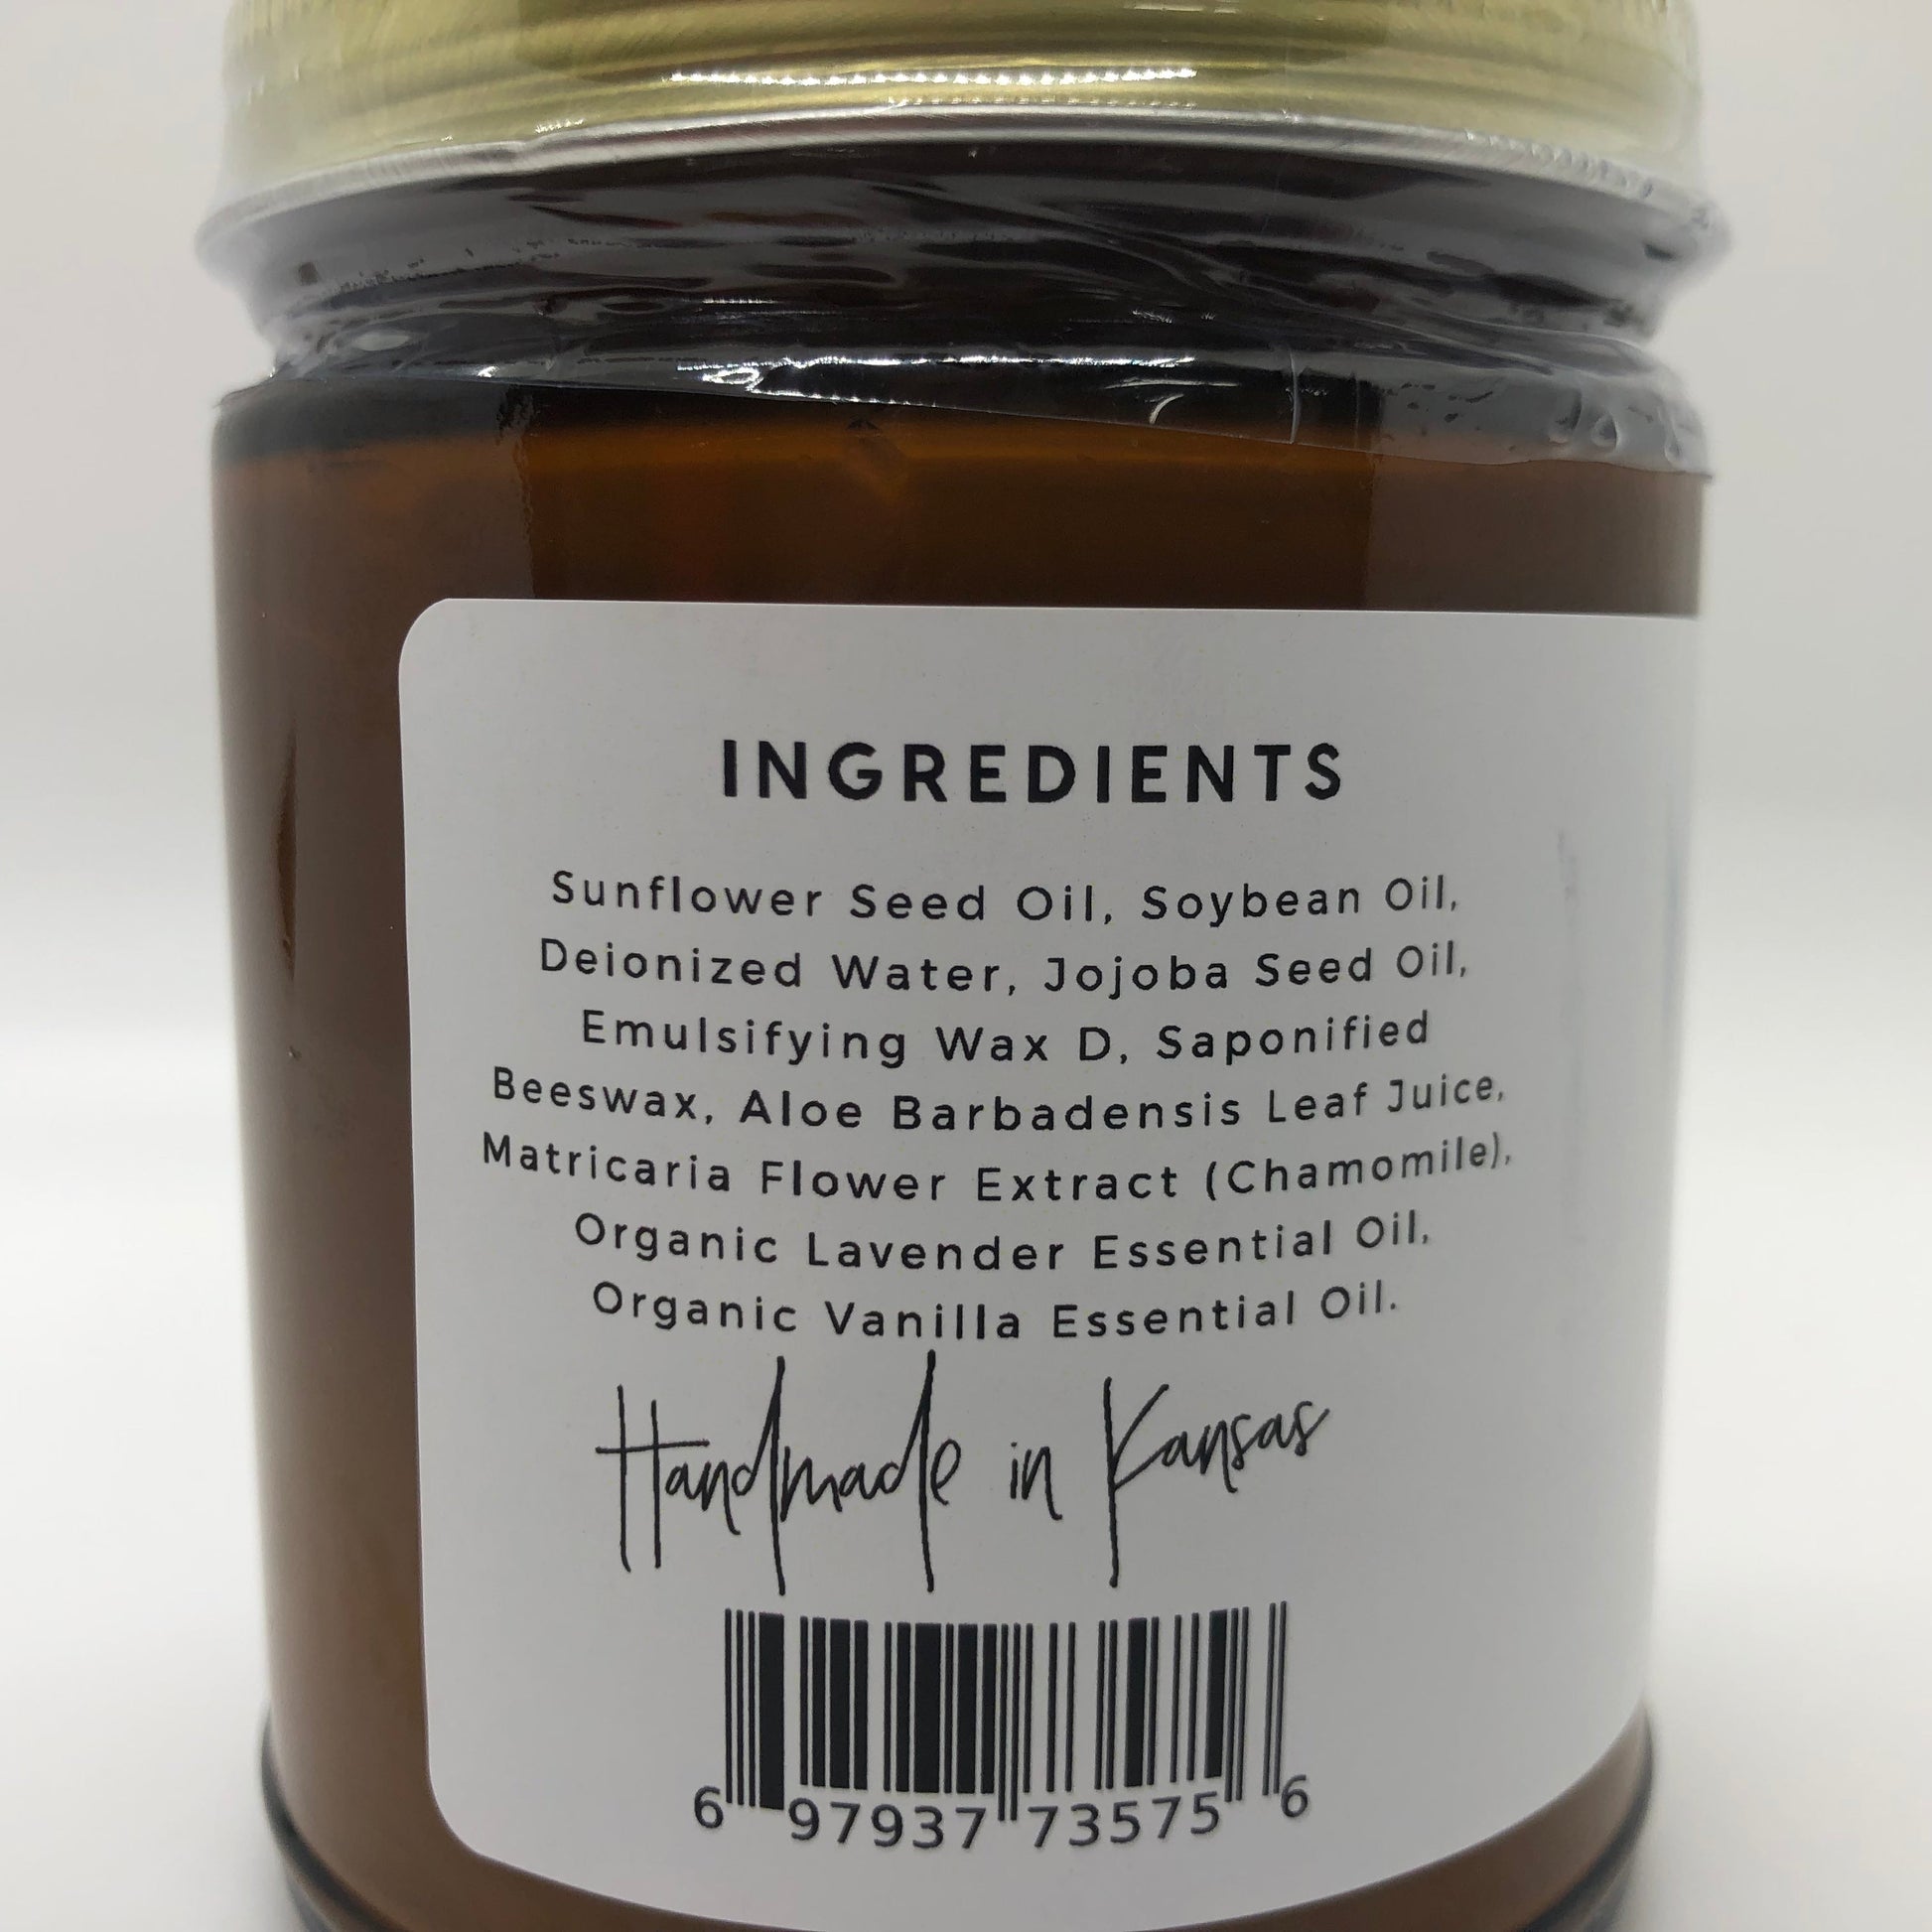 INGREDIENTS
Sunflower Seed Oil, Soybean Oil,
Deionized Water, Jojoba Seed Oil,
Emulsifying Wax D, Saponified
Beeswax, Aloe Barbadensis Leaf Juice,
Matricaria Flower Extract (Chamomile),
Organic Lavender Essential Oil,
Organic Vanilla Essential Oil.
Handmade in Kansas
6 97937 73575 6